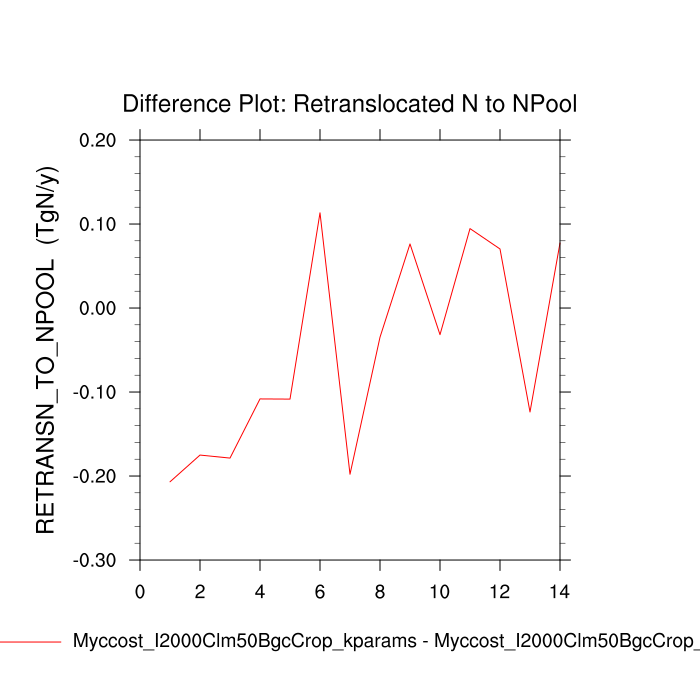 Difference Plot: Retranslocated N to NPool
RETRANSN_TO_NPOOL (TgN/y)
0.20
0.10
0.00
-0.10
-0.20
-0.30
0 2 4 6 8 10 12 14
Myccost_I2000Clm50BgcCrop_kparams - Myccost_I2000Clm50BgcCrop_